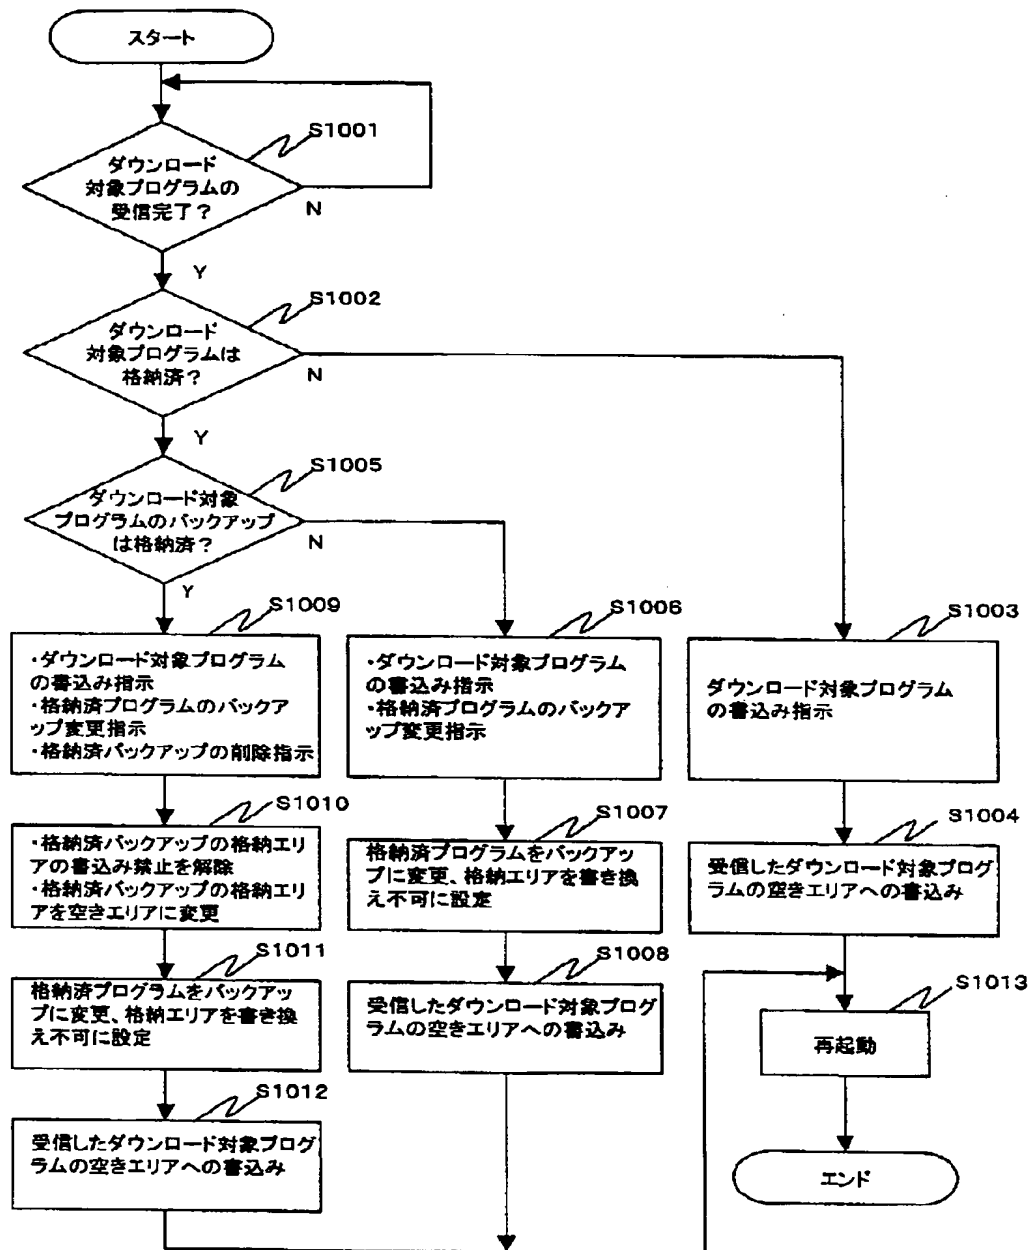 スタート
S1001
ダウンロード
対象プログラムの
受信完了？
N
Y
S1002
ダウンロード
対象プログラムは
格納済？
N
Y
S1005
ダウンロード対象
プログラムのバックアップ
は格納済？
N
Y
S1009
・ダウンロード対象プログラム
の書込み指示
・格納済プログラムのバックア
ップ変更指示
・格納済バックアップの削除指示
S1006
・ダウンロード対象プログラム
の書込み指示
・格納済プログラムのバックア
ップ変更指示
S1003
ダウンロード対象プログラム
の書込み指示
S1010
・格納済バックアップの格納エリ
アの書込み禁止を解除
・格納済バックアップの格納エリ
アを空きエリアに変更
S1007
格納済プログラムをバックアップ
に変更、格納エリアを書き換
え不可に設定
S1004
受信したダウンロード対象プログ
ラムの空きエリアへの書込み
S1011
格納済プログラムをバックアッ
プに変更、格納エリアを書き換
え不可に設定
S1008
受信したダウンロード対象プログ
ラムの空きエリアへの書込み
S1013
再起動
S1012
受信したダウンロード対象プログ
ラムの空きエリアへの書込み
エンド